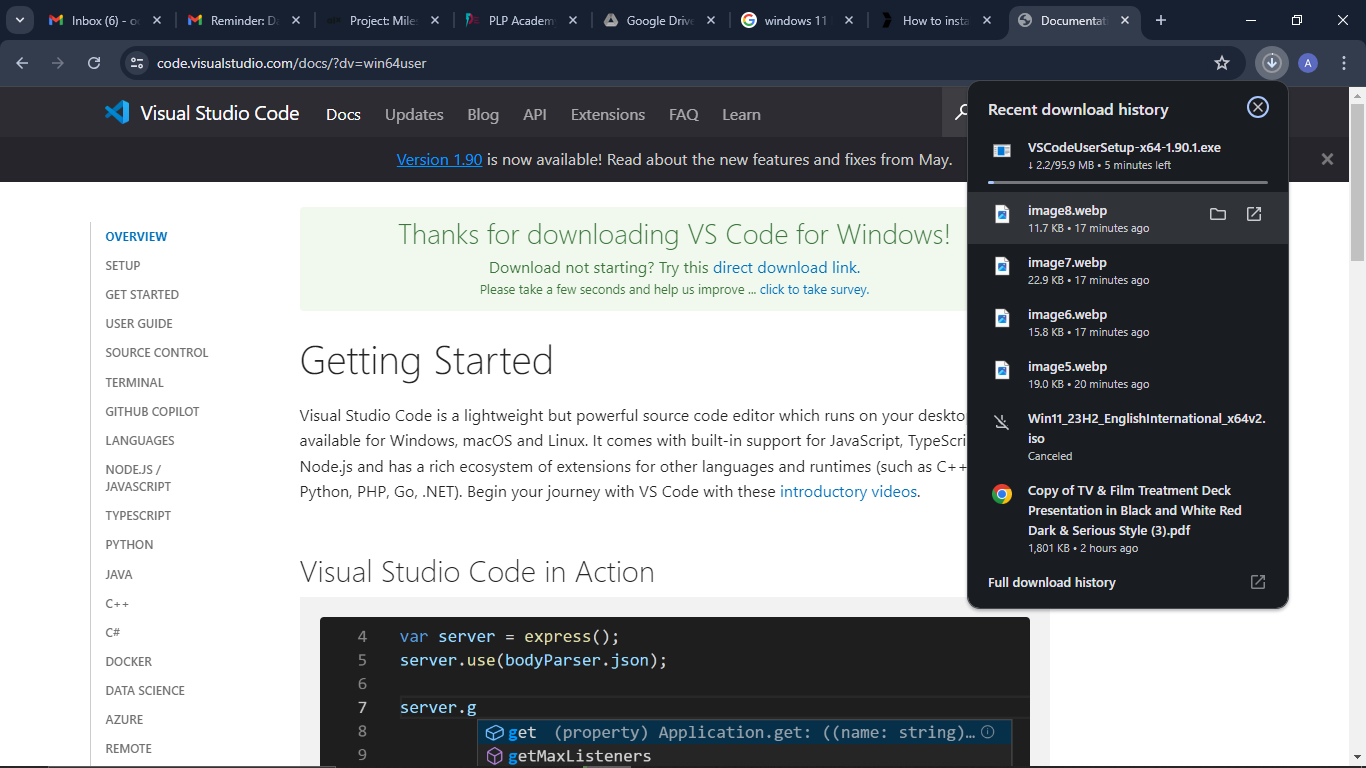 Inbox (6) - oc
Reminder: Da
Project: Miles
PLP Academy
Google Drive
windows 11
How to insta
Documentati
code.visualstudio.com/docs/?dv=win64user
A
Visual Studio Code
Docs
Updates
Blog
API
Extensions
FAQ
Learn
Version 1.90 is now available! Read about the new features and fixes from May.
OVERVIEW
SETUP
GET STARTED
USER GUIDE
SOURCE CONTROL
TERMINAL
GITHUB COPILOT
LANGUAGES
NODE.JS /
JAVASCRIPT
TYPESCRIPT
PYTHON
JAVA
C++
C#
DOCKER
DATA SCIENCE
AZURE
REMOTE
Thanks for downloading VS Code for Windows!
Download not starting? Try this direct download link.
Please take a few seconds and help us improve ... click to take survey.
Getting Started
Visual Studio Code is a lightweight but powerful source code editor which runs on your deskto
available for Windows, macOS and Linux. It comes with built-in support for JavaScript, TypeScri
Node.js and has a rich ecosystem of extensions for other languages and runtimes (such as C++
Python, PHP, Go, .NET). Begin your journey with VS Code with these introductory videos.
Visual Studio Code in Action
4 var server = express();
5 server.use(bodyParser.json);
6
7 server.g
8 get (property) Application.get: ((name: string)...
9 getMaxListeners
Recent download history
VSCodeUserSetup-x64-1.90.1.exe
↓ 2.2/95.9 MB • 5 minutes left
image8.webp
11.7 KB • 17 minutes ago
image7.webp
22.9 KB • 17 minutes ago
image6.webp
15.8 KB • 17 minutes ago
image5.webp
19.0 KB • 20 minutes ago
Win11_23H2_EnglishInternational_x64v2.
iso
Canceled
Copy of TV & Film Treatment Deck
Presentation in Black and White Red
Dark & Serious Style (3).pdf
1,801 KB • 2 hours ago
Full download history